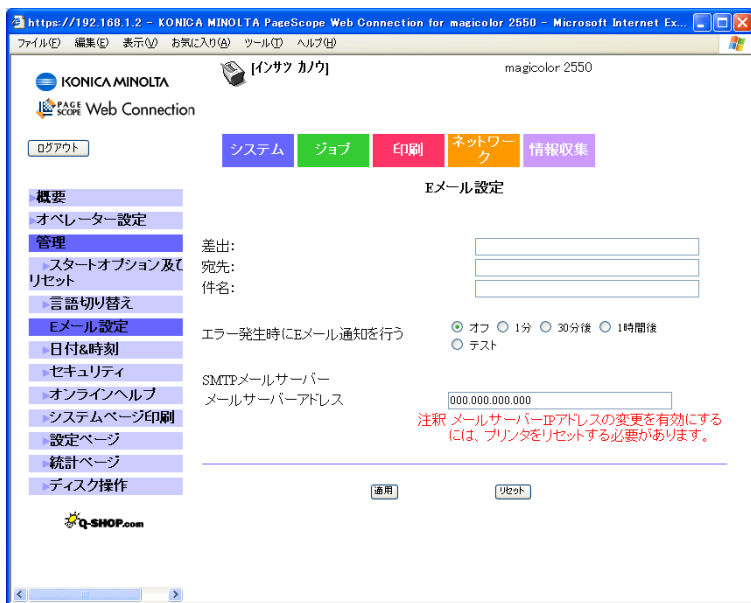 https://192.168.1.2 - KONICA MINOLTA PageScope Web Connection for magicolor 2550 - Microsoft Internet Ex...
ファイル(F) 編集(E) 表示(V) お気に入り(A) ツール(T) ヘルプ(H)
KONICA MINOLTA
[インサツ カノウ]
magicolor 2550
PAGE SCOPE Web Connection
ログアウト
システム
ジョブ
印刷
ネットワーク
情報収集
Eメール設定
概要
オペレーター設定
管理
スタートオプション及び
リセット
言語切り替え
Eメール設定
日付&時刻
セキュリティ
オンラインヘルプ
システムページ印刷
設定ページ
統計ページ
ディスク操作
Q-SHOP.com
差出:
宛先:
件名:
エラー発生時にEメール通知を行う
オフ 1分 30分後 1時間後
テスト
SMTPメールサーバー
メールサーバーアドレス
000.000.000.000
注釈 メールサーバーIPアドレスの変更を有効にする
には、プリンタをリセットする必要があります。
適用
リセット